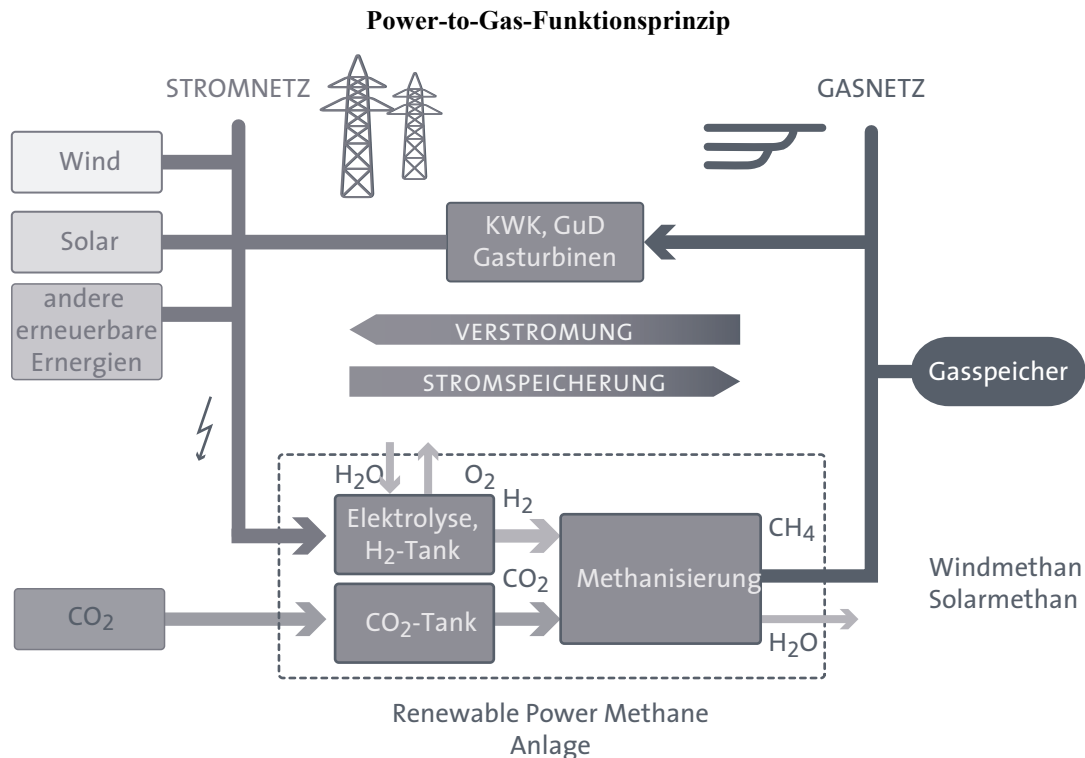 Power-to-Gas-Funktionsprinzip
STROMNETZ
GASNETZ
Wind
Solar
andere
erneuerbare
Ernergien
KWK, GuD
Gasturbinen
VERSTROMUNG
STROMSPEICHERUNG
Gasspeicher
H₂O
O₂
H₂
Elektrolyse,
H₂-Tank
CO₂
CO₂
CO₂-Tank
Methanisierung
CH₄
H₂O
Windmethan
Solarmethan
Renewable Power Methane
Anlage